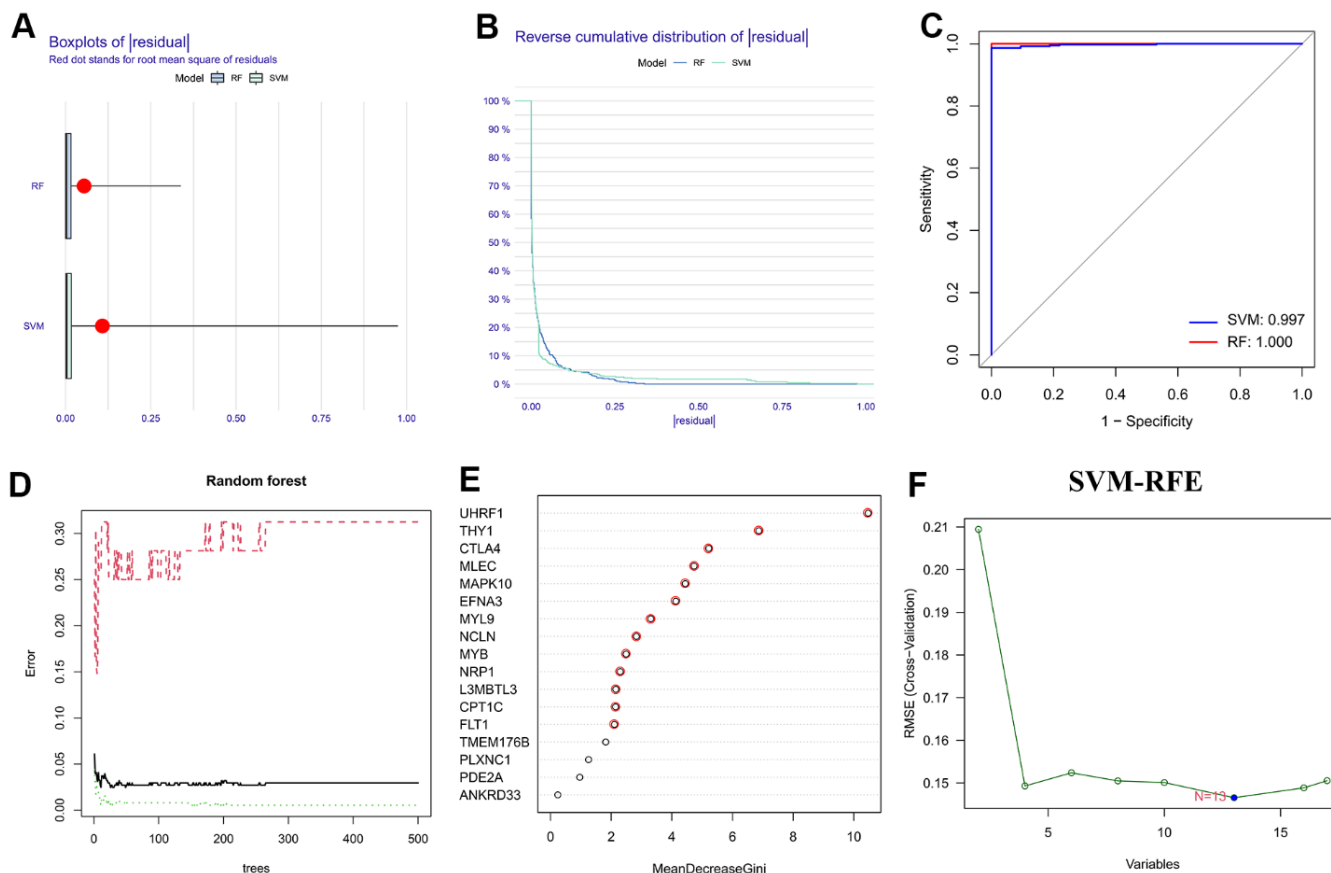 A
Boxplots of |residual|
Red dot stands for root mean square of residuals
Model RF SVM
RF
SVM
0.00 0.25 0.50 0.75 1.00
B
Reverse cumulative distribution of |residual|
Model RF SVM
100 %
90 %
80 %
70 %
60 %
50 %
40 %
30 %
20 %
10 %
0 %
0.00 0.25 0.50 0.75 1.00
|residual|
C
Sensitivity
1.0
0.8
0.6
0.4
0.2
0.0
SVM: 0.997
RF: 1.000
0.0 0.2 0.4 0.6 0.8 1.0
1 − Specificity
D
Random forest
Error
0.30
0.25
0.20
0.15
0.10
0.05
0.00
0 100 200 300 400 500
trees
E
UHRF1
THY1
CTLA4
MLEC
MAPK10
EFNA3
MYL9
NCLN
MYB
NRP1
L3MBTL3
CPT1C
FLT1
TMEM176B
PLXNC1
PDE2A
ANKRD33
0 2 4 6 8 10
MeanDecreaseGini
F
SVM-RFE
RMSE (Cross−Validation)
0.21
0.20
0.19
0.18
0.17
0.16
0.15
N=13
5 10 15
Variables